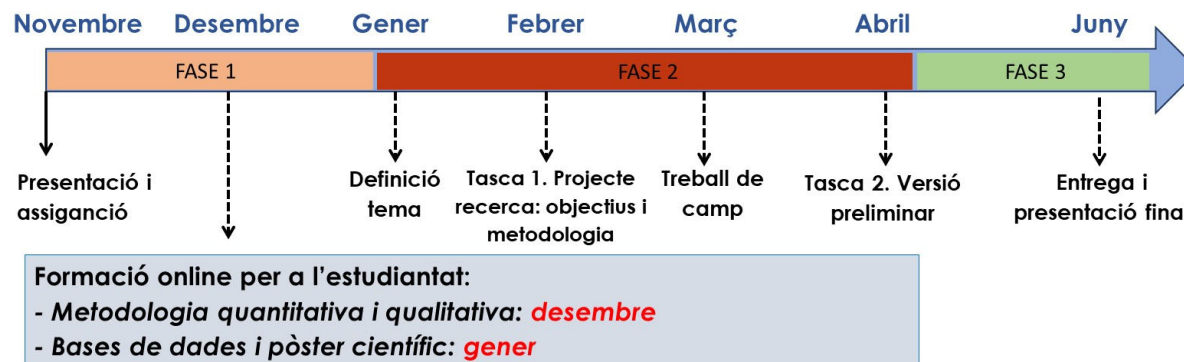 Novembre Desembre Gener Febrer Març Abril Juny
FASE 1 FASE 2 FASE 3
Presentació i
assigancició
Definició
tema
Tasca 1. Projecte
recerca: objectius i
metodologia
Treball de
camp
Tasca 2. Versió
preliminar
Entrega i
presentació fina
Formació online per a l'estudiantat:
- Metodologia quantitativa i qualitativa: desembre
- Bases de dades i pòster científic: gener